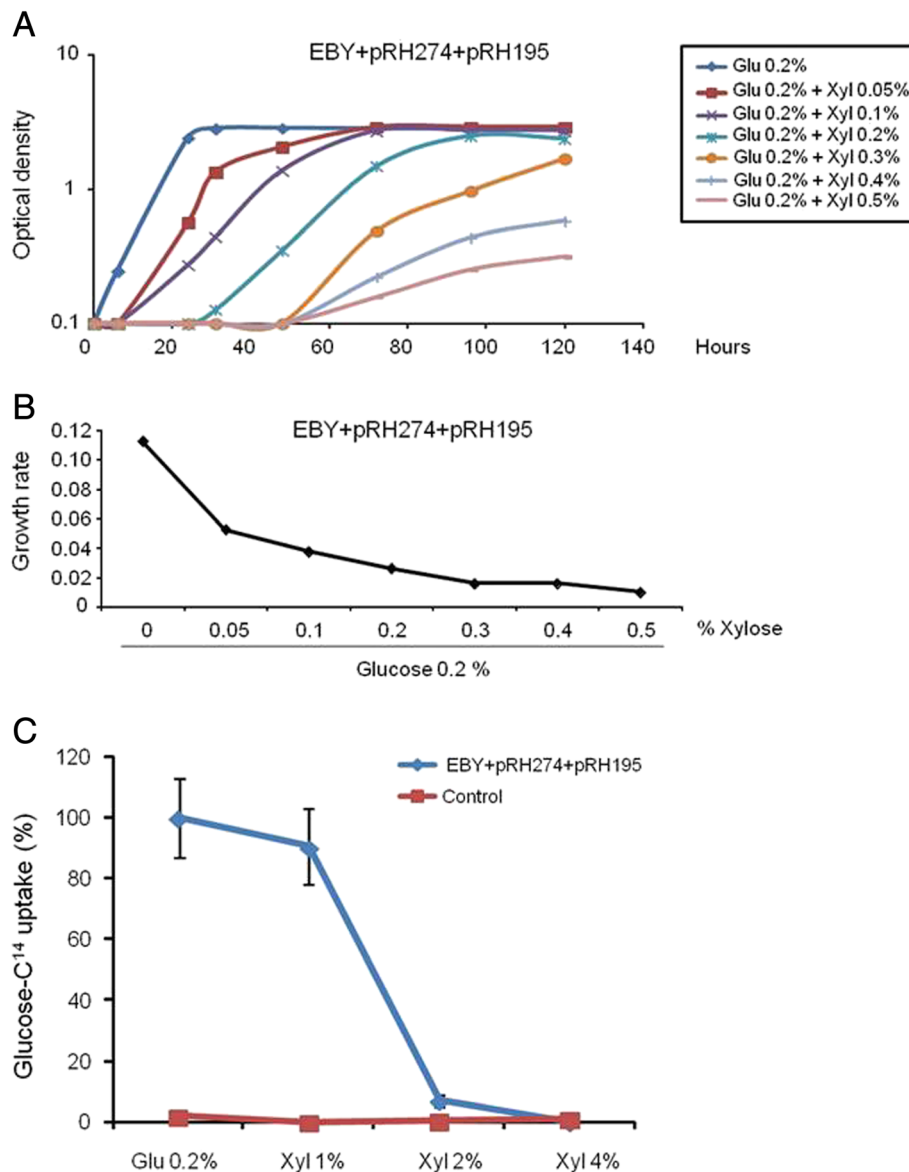 A
EBY+pRH274+pRH195
Optical density
10
1
0.1
0 20 40 60 80 100 120 140 Hours
Glu 0.2%
Glu 0.2% + Xyl 0.05%
Glu 0.2% + Xyl 0.1%
Glu 0.2% + Xyl 0.2%
Glu 0.2% + Xyl 0.3%
Glu 0.2% + Xyl 0.4%
Glu 0.2% + Xyl 0.5%
B
EBY+pRH274+pRH195
Growth rate
0.12
0.10
0.08
0.06
0.04
0.02
0
0 0.05 0.1 0.2 0.3 0.4 0.5 % Xylose
Glucose 0.2 %
C
Glucose-C¹⁴ uptake (%)
120
100
80
60
40
20
0
EBY+pRH274+pRH195
Control
Glu 0.2% Xyl 1% Xyl 2% Xyl 4%